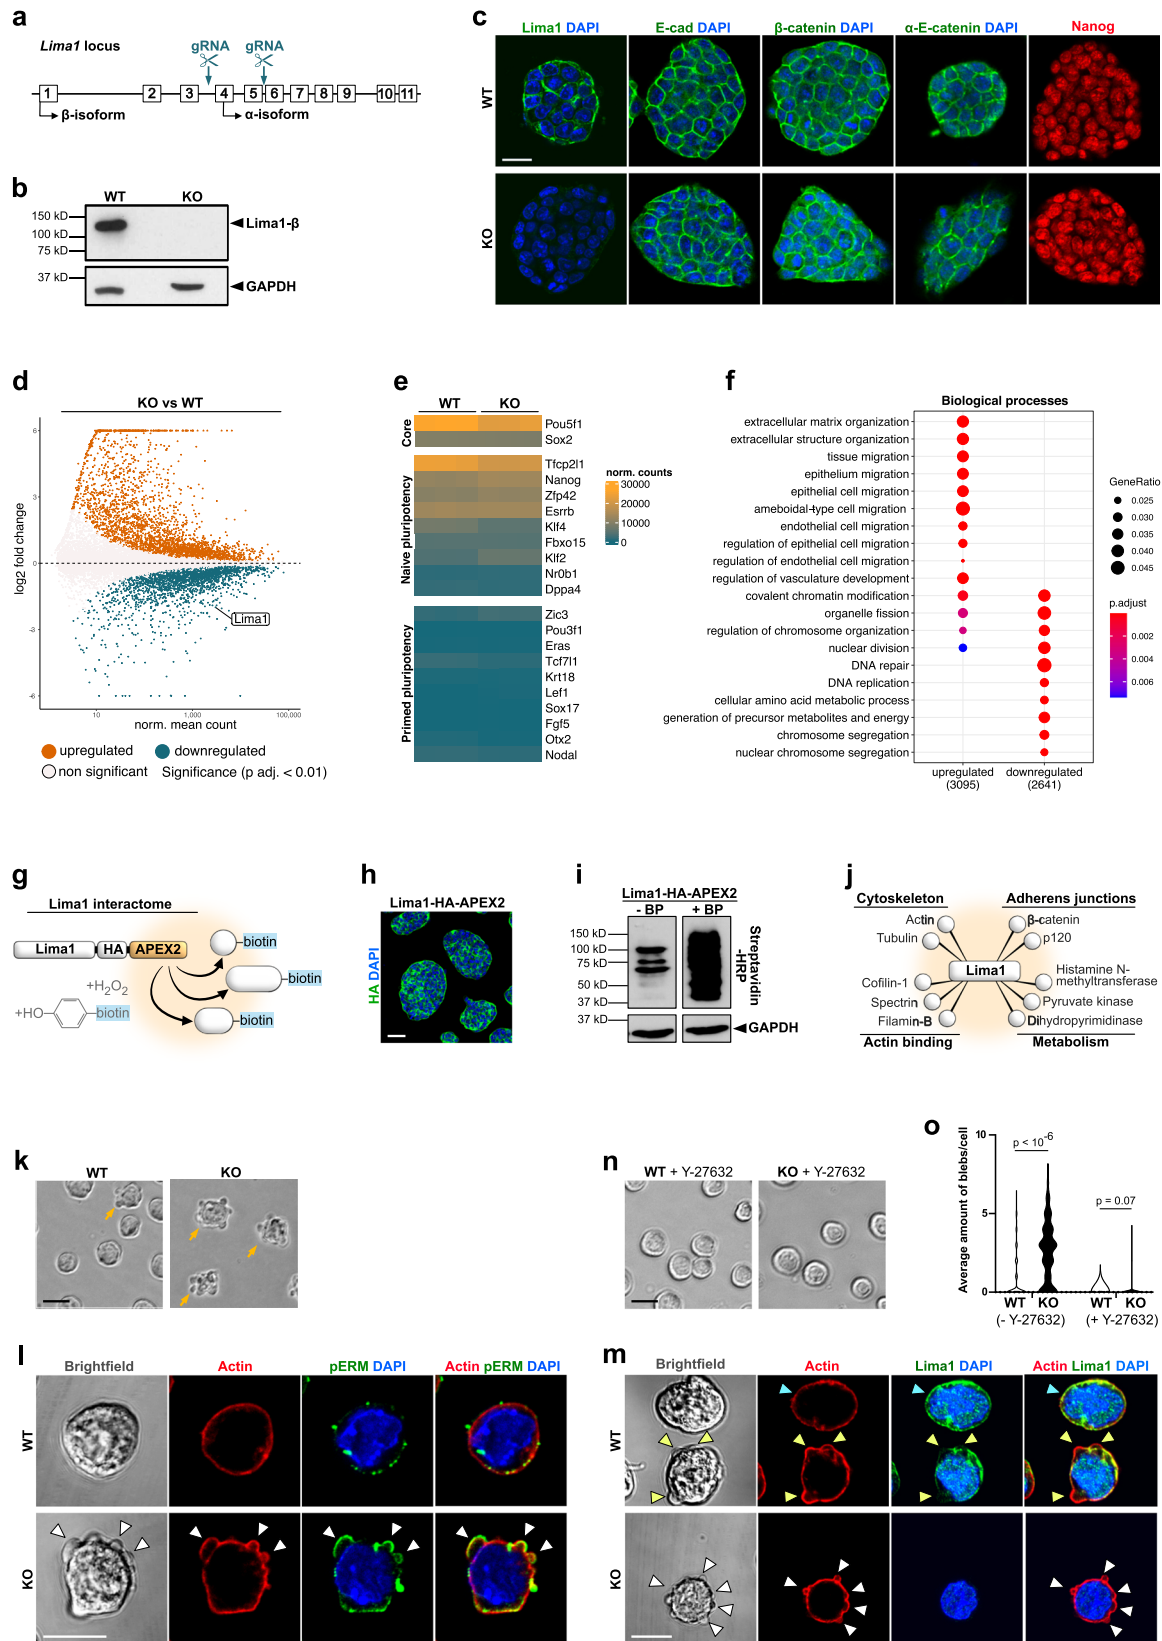 a
Lima1 locus
gRNA gRNA
1 2 3 4 5 6 7 8 9 10 11
β-isoform α-isoform
b
WT KO
150 kD
100 kD
75 kD
Lima1-β
37 kD
GAPDH
c
Lima1 DAPI E-cad DAPI β-catenin DAPI α-E-catenin DAPI Nanog
WT
KO
d
KO vs WT
log2 fold change
6
3
0
-3
-6
Lima1
10 1,000 100,000
norm. mean count
upregulated downregulated
non significant Significance (p adj. < 0.01)
e
WT KO
Core
Pou5f1
Sox2
Naive pluripotency
Tfcp2l1
Nanog
Zfp42
Esrrb
Klf4
Fbxo15
Klf2
Nr0b1
Dppa4
Primed pluripotency
Zic3
Pou3f1
Eras
Tcf7l1
Krt18
Lef1
Sox17
Fgf5
Otx2
Nodal
norm. counts
30000
20000
10000
0
f
Biological processes
extracellular matrix organization
extracellular structure organization
tissue migration
epithelium migration
epithelial cell migration
ameboidal-type cell migration
endothelial cell migration
regulation of epithelial cell migration
regulation of endothelial cell migration
regulation of vasculature development
covalent chromatin modification
organelle fission
regulation of chromosome organization
nuclear division
DNA repair
DNA replication
cellular amino acid metabolic process
generation of precursor metabolites and energy
chromosome segregation
nuclear chromosome segregation
upregulated downregulated
(3095) (2641)
GeneRatio
0.025
0.030
0.035
0.040
0.045
p.adjust
0.002
0.004
0.006
g
Lima1 interactome
Lima1 HA APEX2
biotin
biotin
biotin
+H2O2
+HO -biotin
h
Lima1-HA-APEX2
HA DAPI
i
Lima1-HA-APEX2
- BP + BP
150 kD
100 kD
75 kD
50 kD
37 kD
Streptavidin
-HRP
37 kD
GAPDH
j
Cytoskeleton Adherens junctions
Actin β-catenin
Tubulin p120
Lima1
Cofilin-1 Histamine N-
methyltransferase
Spectrin Pyruvate kinase
Filamin-B Dihydropyrimidinase
Actin binding Metabolism
k
WT KO
n
WT + Y-27632 KO + Y-27632
o
Average amount of blebs/cell
10
5
0
p < 10-6
p = 0.07
WT KO WT KO
(- Y-27632) (+ Y-27632)
l
Brightfield Actin pERM DAPI Actin pERM DAPI
WT
KO
m
Brightfield Actin Lima1 DAPI Actin Lima1 DAPI
WT
KO